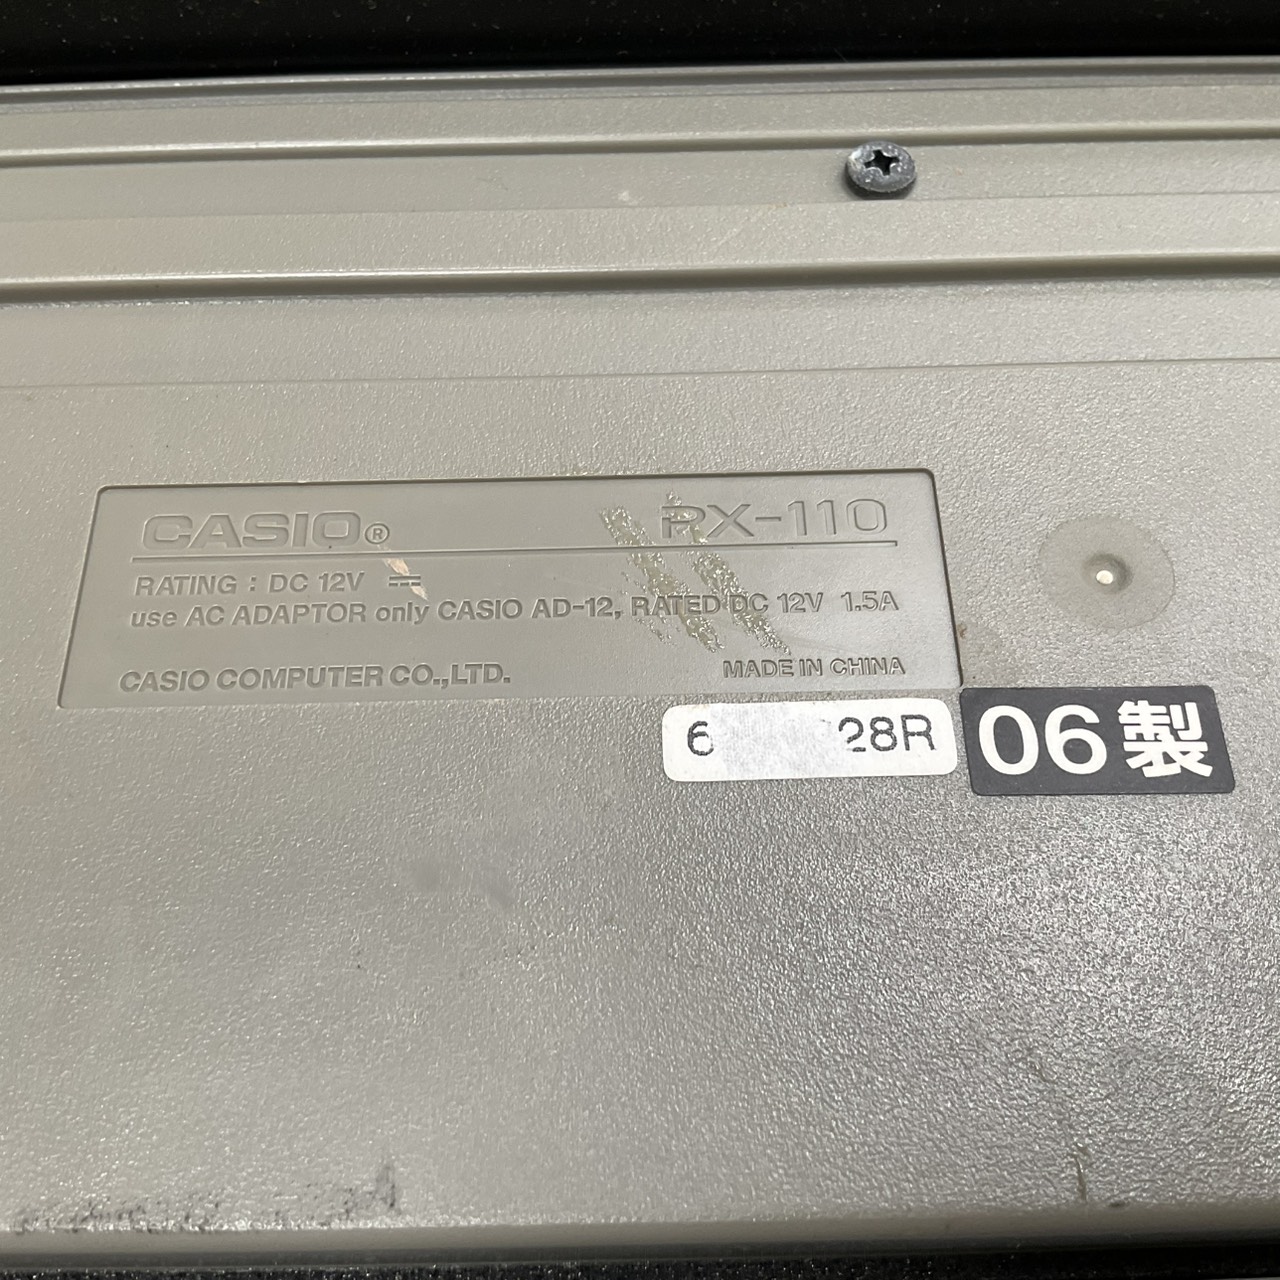 CASIO® PX-110
RATING : DC 12V ⎓
use AC ADAPTOR only CASIO AD-12, RATED DC 12V 1.5A
CASIO COMPUTER CO.,LTD. MADE IN CHINA
6 28R 06製